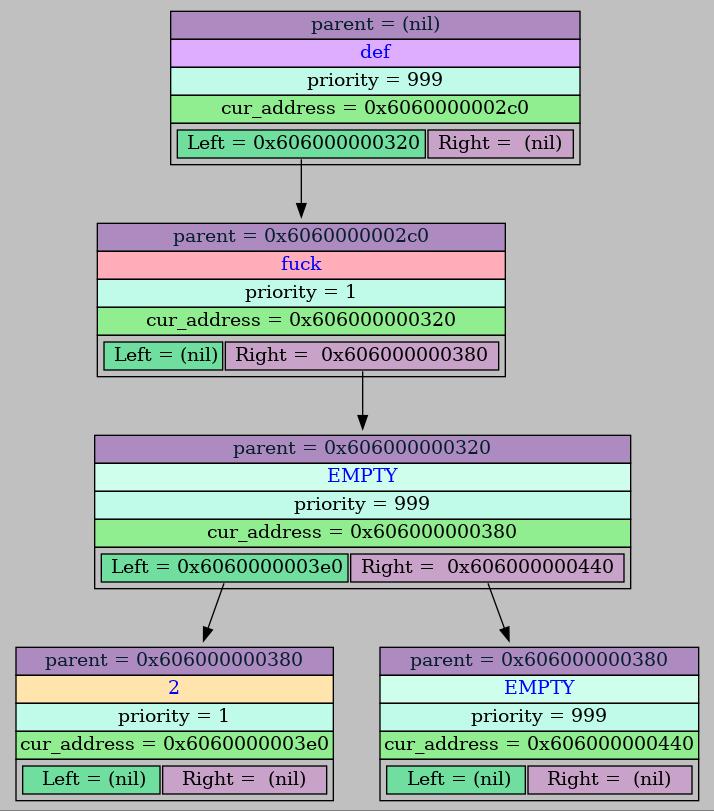 parent = (nil)
def
priority = 999
cur_address = 0x6060000002c0
Left = 0x606000000320 Right =  (nil)
parent = 0x6060000002c0
fuck
priority = 1
cur_address = 0x606000000320
Left = (nil) Right =  0x606000000380
parent = 0x606000000320
EMPTY
priority = 999
cur_address = 0x606000000380
Left = 0x6060000003e0 Right =  0x606000000440
parent = 0x606000000380
2
priority = 1
cur_address = 0x6060000003e0
Left = (nil) Right =  (nil)
parent = 0x606000000380
EMPTY
priority = 999
cur_address = 0x606000000440
Left = (nil) Right =  (nil)